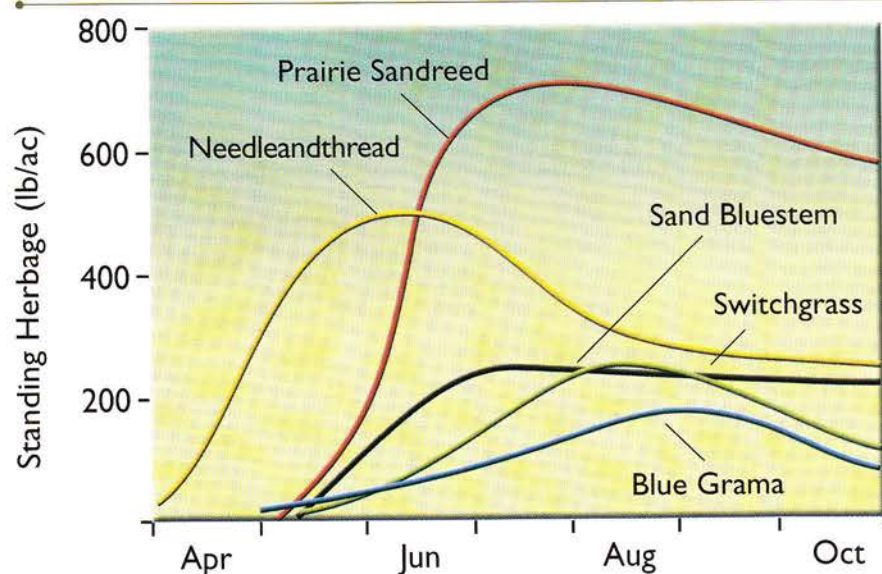 800
Prairie Sandreed
600
Needleandthread
Sand Bluestem
400
Switchgrass
200
Blue Grama
Standing Herbage (lb/ac)
Apr Jun Aug Oct